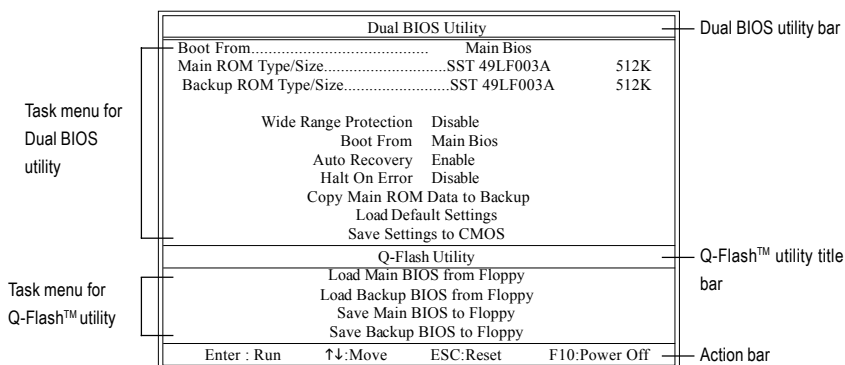 Dual BIOS Utility
Boot From..................................... Main Bios
Main ROM Type/Size..........................SST 49LF003A 512K
Backup ROM Type/Size......................SST 49LF003A 512K
Wide Range Protection Disable
Boot From Main Bios
Auto Recovery Enable
Halt On Error Disable
Copy Main ROM Data to Backup
Load Default Settings
Save Settings to CMOS
Q-Flash Utility
Load Main BIOS from Floppy
Load Backup BIOS from Floppy
Save Main BIOS to Floppy
Save Backup BIOS to Floppy
Enter : Run ↑↓:Move ESC:Reset F10:Power Off
Task menu for
Dual BIOS
utility
Task menu for
Q-Flash™ utility
Dual BIOS utility bar
Q-Flash™ utility title
bar
Action bar